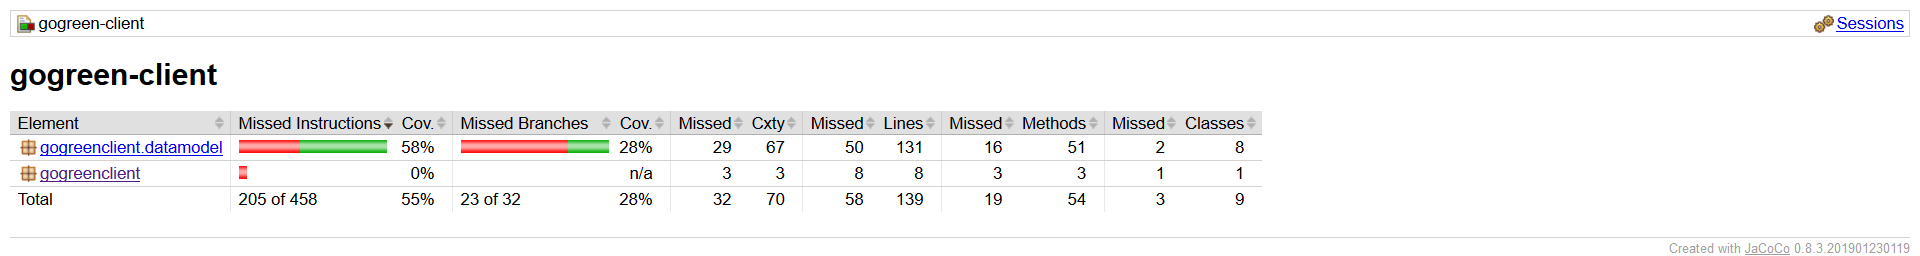 gogreen-client Sessions
gogreen-client
Element Missed Instructions Cov. Missed Branches Cov. Missed Cxty Missed Lines Missed Methods Missed Classes
gogreenclient.datamodel 58% 28% 29 67 50 131 16 51 2 8
gogreenclient 0% n/a 3 3 8 8 3 3 1 1
Total 205 of 458 55% 23 of 32 28% 32 70 58 139 19 54 3 9
Created with JaCoCo 0.8.3.201901230119